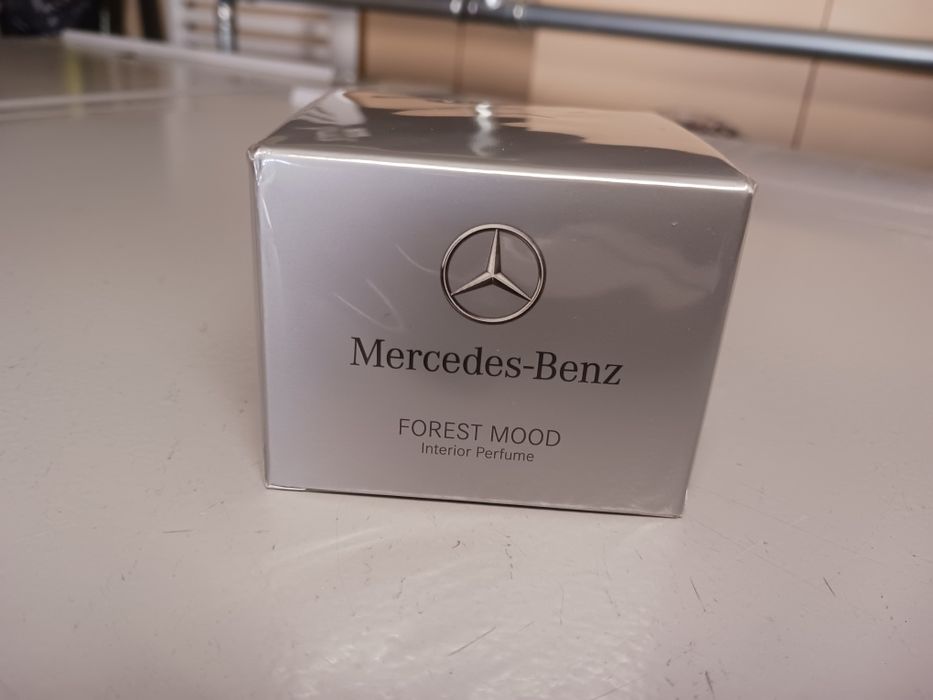 Mercedes-Benz
FOREST MOOD
Interior Perfume